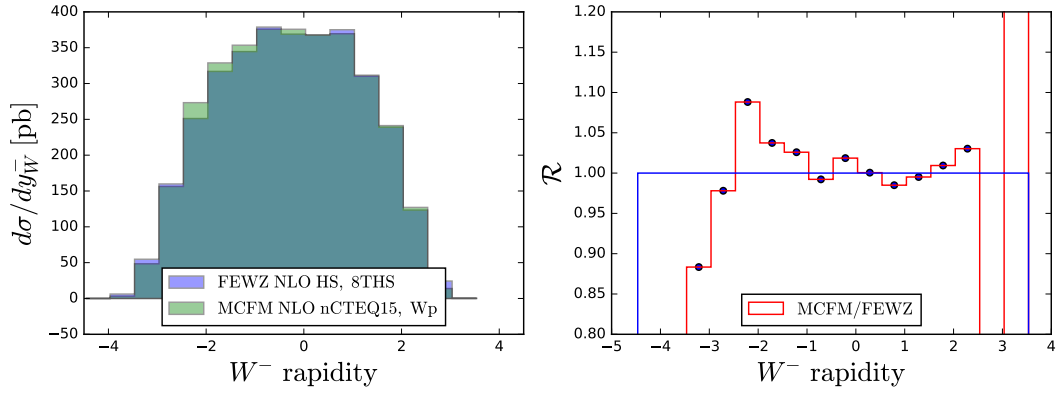 400
350
300
250
200
150
100
50
0
−50
−4 −2 0 2 4
dσ/dy_W^− [pb]
W⁻ rapidity
FEWZ NLO HS, 8THS
MCFM NLO nCTEQ15, Wp
1.20
1.15
1.10
1.05
1.00
0.95
0.90
0.85
0.80
−5 −4 −3 −2 −1 0 1 2 3 4
ℛ
W⁻ rapidity
MCFM/FEWZ